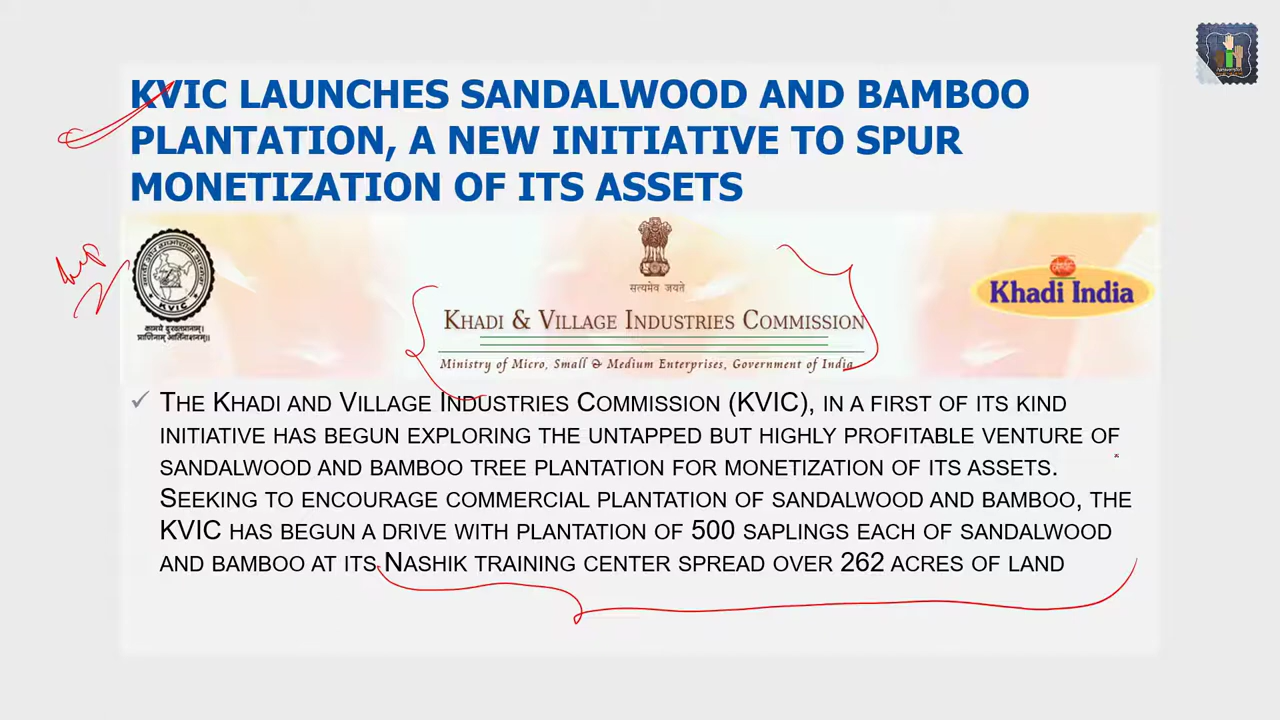 KVIC LAUNCHES SANDALWOOD AND BAMBOO
PLANTATION, A NEW INITIATIVE TO SPUR
MONETIZATION OF ITS ASSETS
KVIC
सत्यमेव जयते
Khadi India
KHADI & VILLAGE INDUSTRIES COMMISSION
Ministry of Micro, Small & Medium Enterprises, Government of India
✓ THE KHADI AND VILLAGE INDUSTRIES COMMISSION (KVIC), IN A FIRST OF ITS KIND
INITIATIVE HAS BEGUN EXPLORING THE UNTAPPED BUT HIGHLY PROFITABLE VENTURE OF
SANDALWOOD AND BAMBOO TREE PLANTATION FOR MONETIZATION OF ITS ASSETS.
SEEKING TO ENCOURAGE COMMERCIAL PLANTATION OF SANDALWOOD AND BAMBOO, THE
KVIC HAS BEGUN A DRIVE WITH PLANTATION OF 500 SAPLINGS EACH OF SANDALWOOD
AND BAMBOO AT ITS NASHIK TRAINING CENTER SPREAD OVER 262 ACRES OF LAND